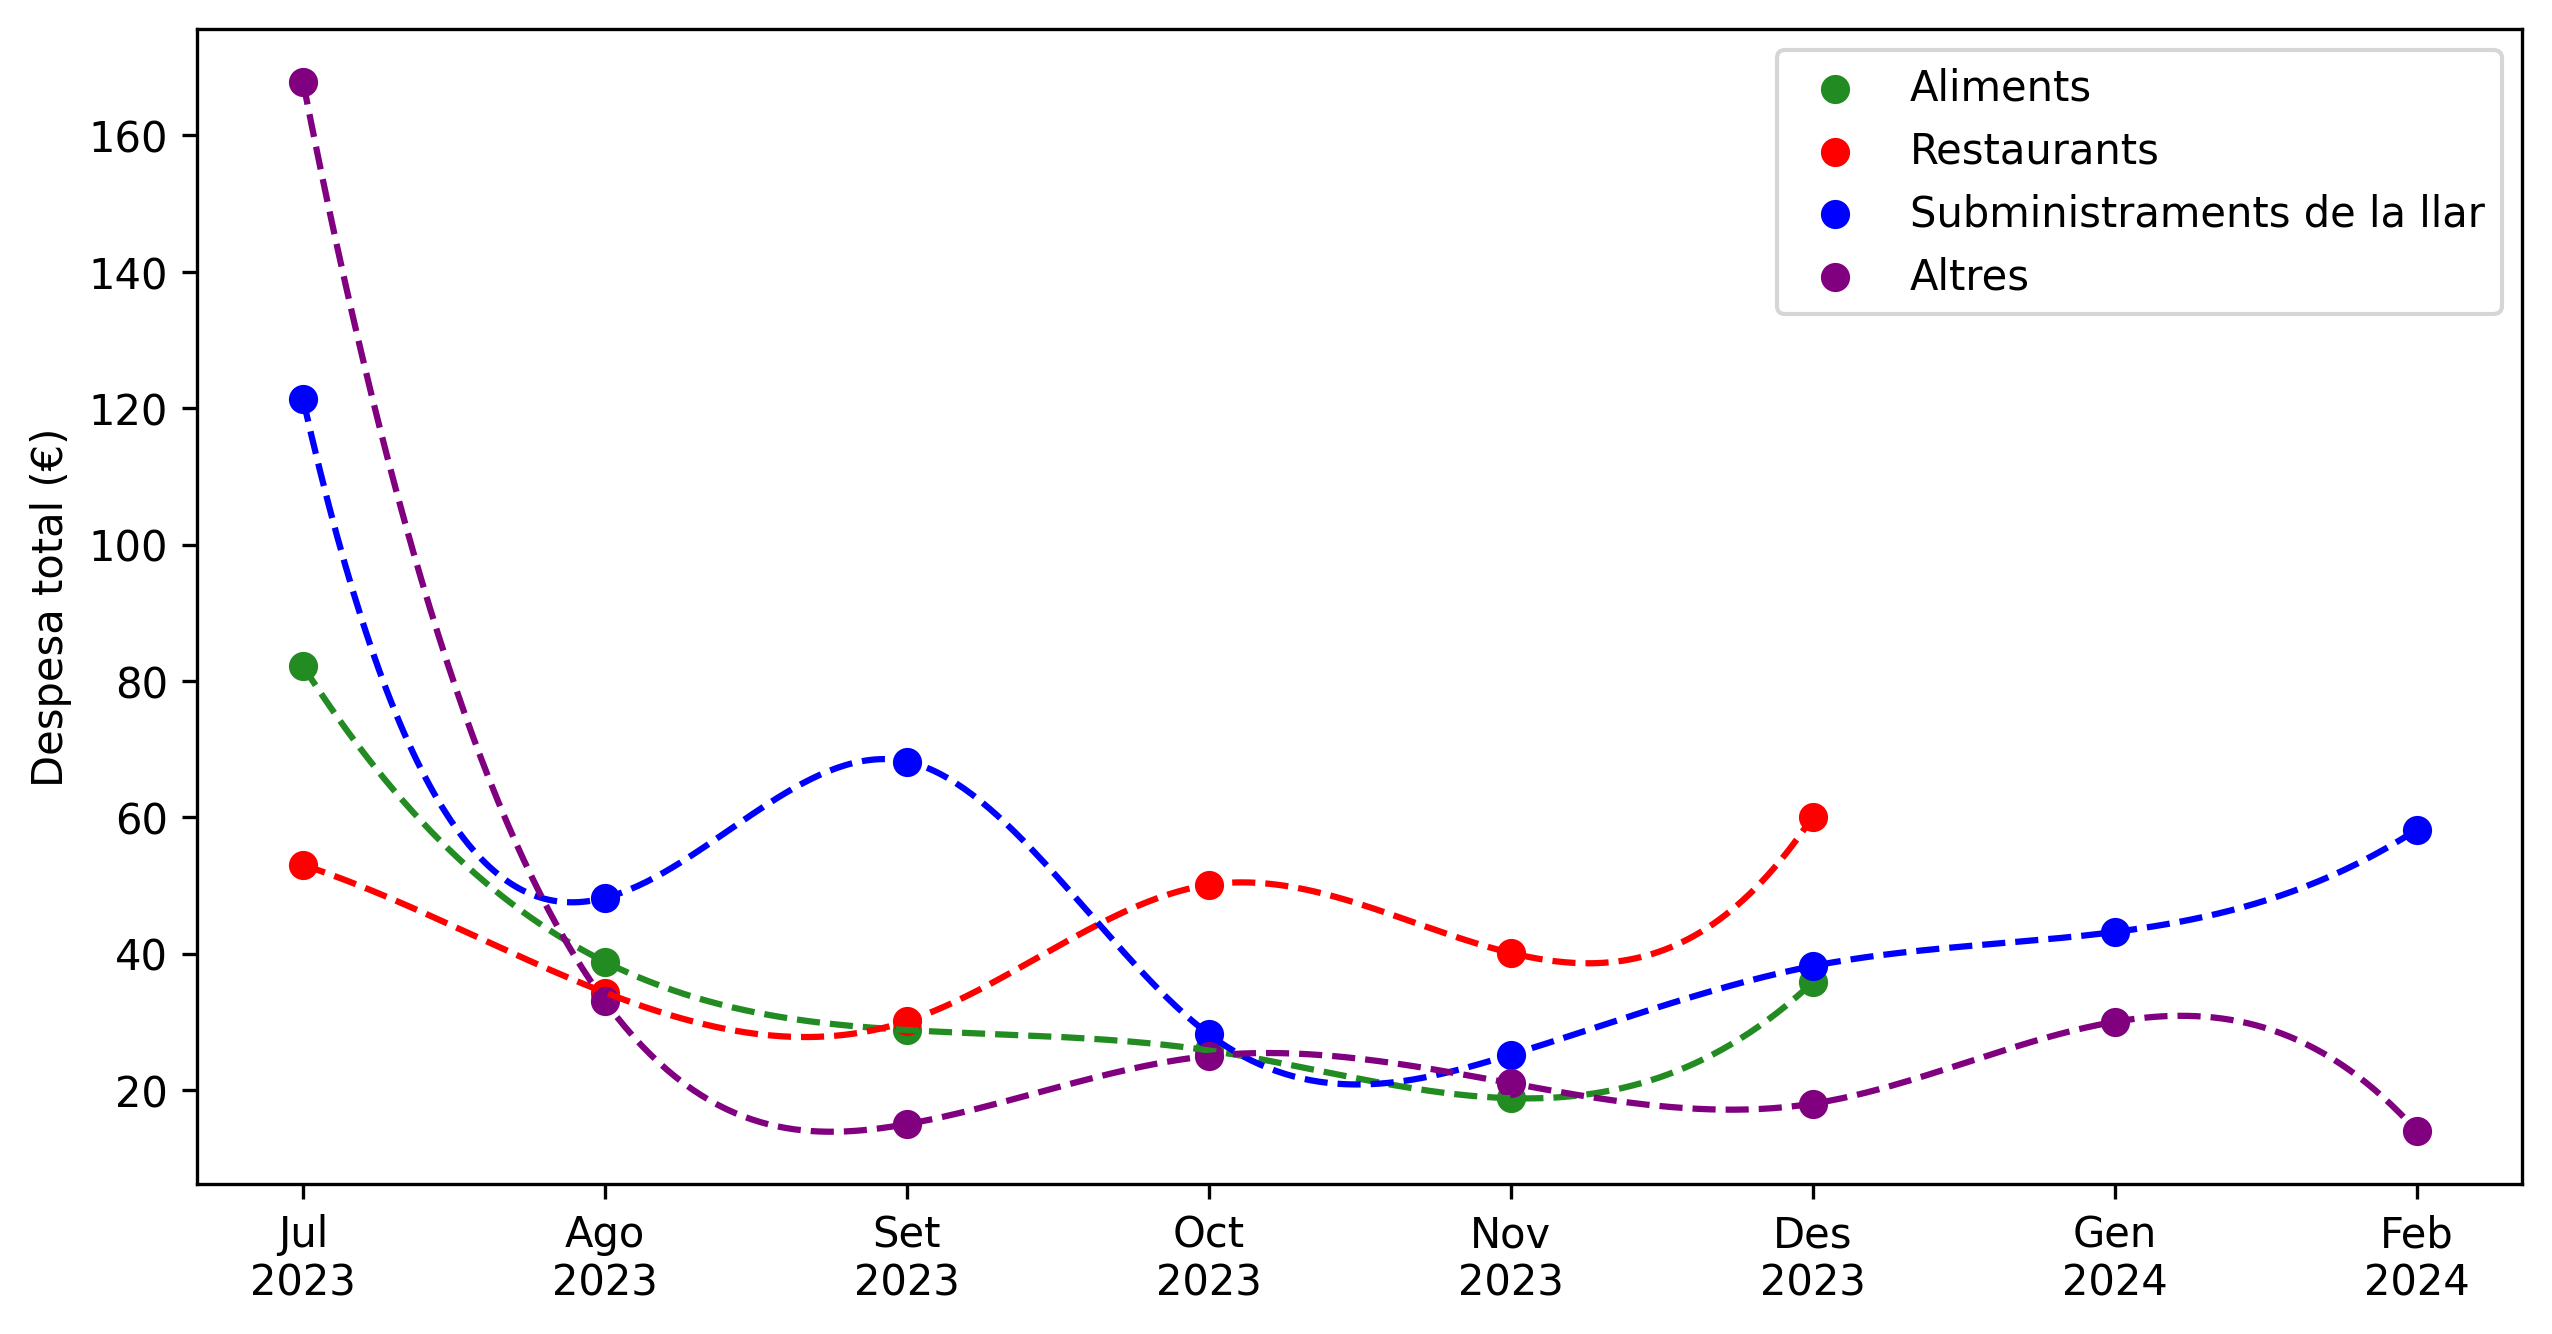 Despesa total (€)
160
140
120
100
80
60
40
20
Aliments
Restaurants
Subministraments de la llar
Altres
Jul
2023
Ago
2023
Set
2023
Oct
2023
Nov
2023
Des
2023
Gen
2024
Feb
2024